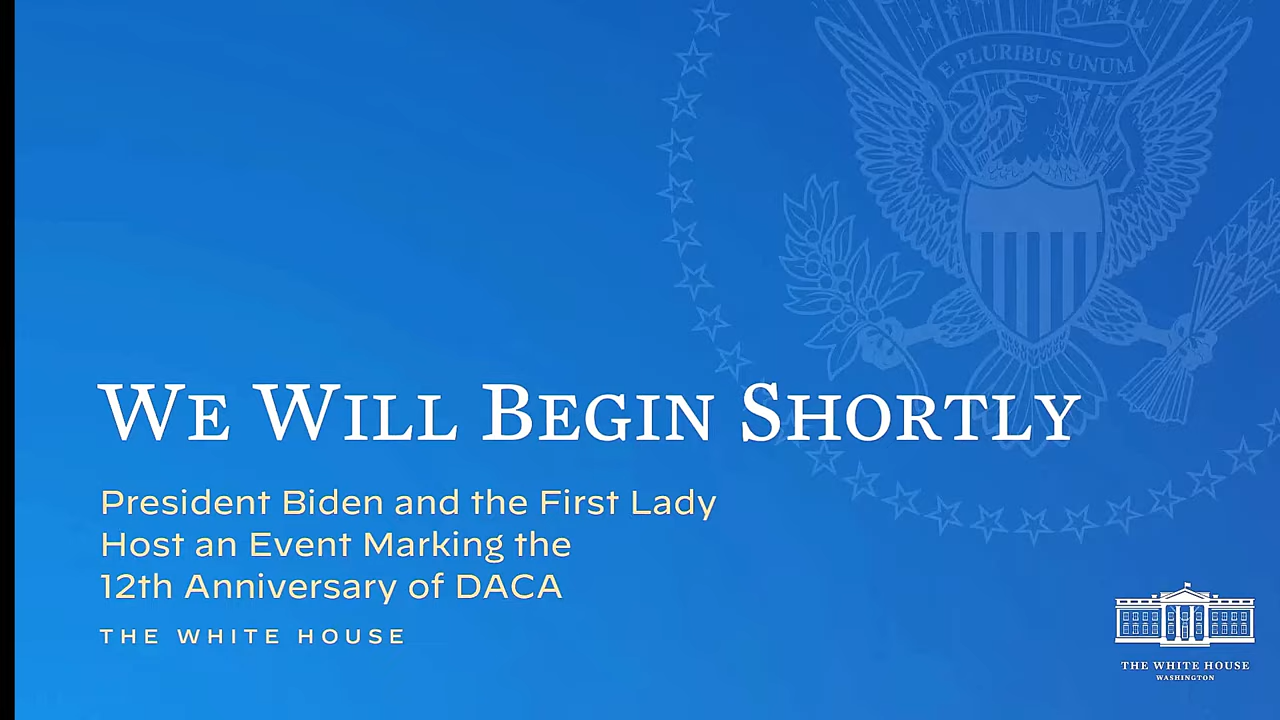 E PLURIBUS UNUM
We Will Begin Shortly
President Biden and the First Lady
Host an Event Marking the
12th Anniversary of DACA
THE WHITE HOUSE
THE WHITE HOUSE
WASHINGTON